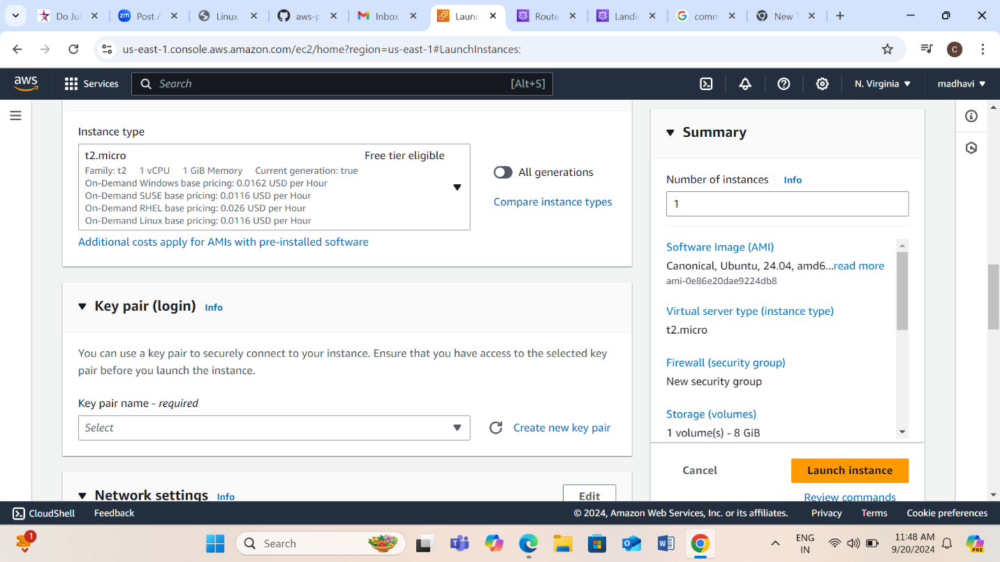 Do Jul
Post A
Linux
aws-p
Inbox
Launc
Route
Landi
comm
New T
us-east-1.console.aws.amazon.com/ec2/home?region=us-east-1#LaunchInstances:
C
aws
Services
Search
[Alt+S]
N. Virginia
madhavi
Instance type
t2.micro
Free tier eligible
Family: t2 1 vCPU 1 GiB Memory Current generation: true
On-Demand Windows base pricing: 0.0162 USD per Hour
On-Demand SUSE base pricing: 0.0116 USD per Hour
On-Demand RHEL base pricing: 0.026 USD per Hour
On-Demand Linux base pricing: 0.0116 USD per Hour
All generations
Compare instance types
Additional costs apply for AMIs with pre-installed software
Key pair (login)
Info
You can use a key pair to securely connect to your instance. Ensure that you have access to the selected key
pair before you launch the instance.
Key pair name - required
Select
Create new key pair
Network settings
Info
Edit
Summary
Number of instances
Info
1
Software Image (AMI)
Canonical, Ubuntu, 24.04, amd6...read more
ami-0e86e20dae9224db8
Virtual server type (instance type)
t2.micro
Firewall (security group)
New security group
Storage (volumes)
1 volume(s) - 8 GiB
Cancel
Launch instance
Review commands
CloudShell
Feedback
© 2024, Amazon Web Services, Inc. or its affiliates.
Privacy
Terms
Cookie preferences
1
Search
ENG
IN
11:48 AM
9/20/2024
PRE